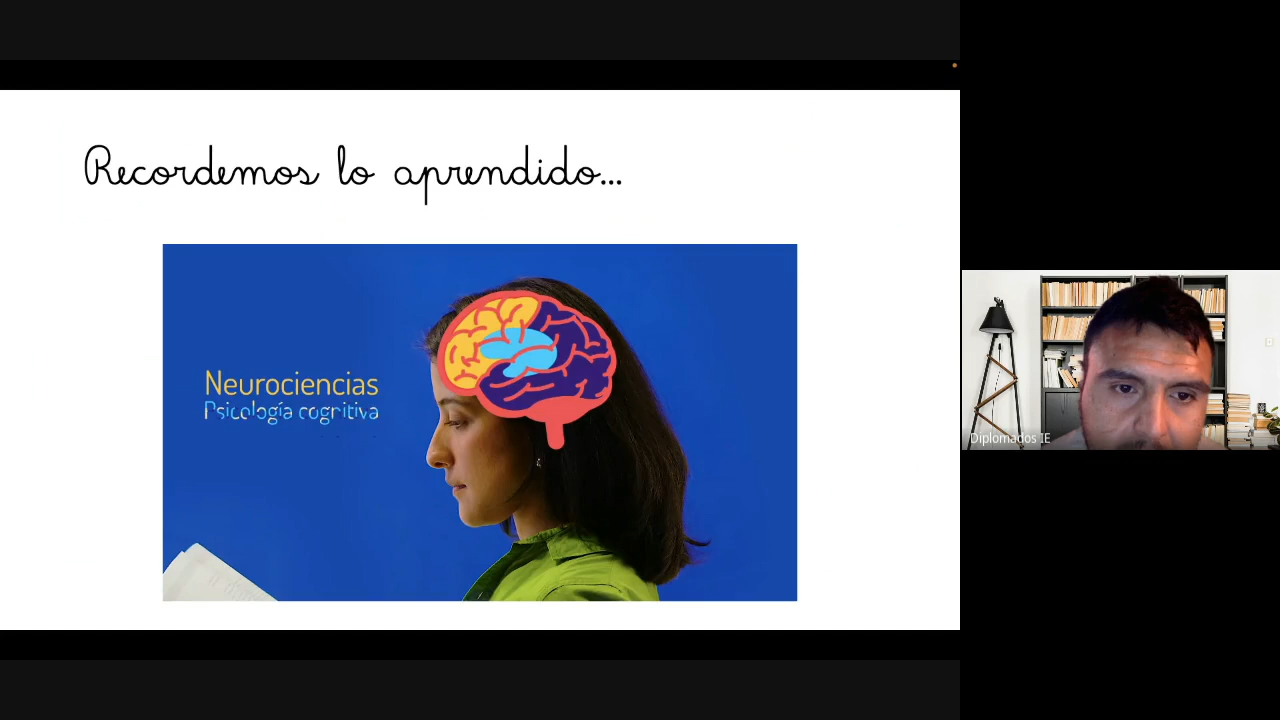 Recordemos lo aprendido...
Neurociencias
Psicología cognitiva
Diplomados IE